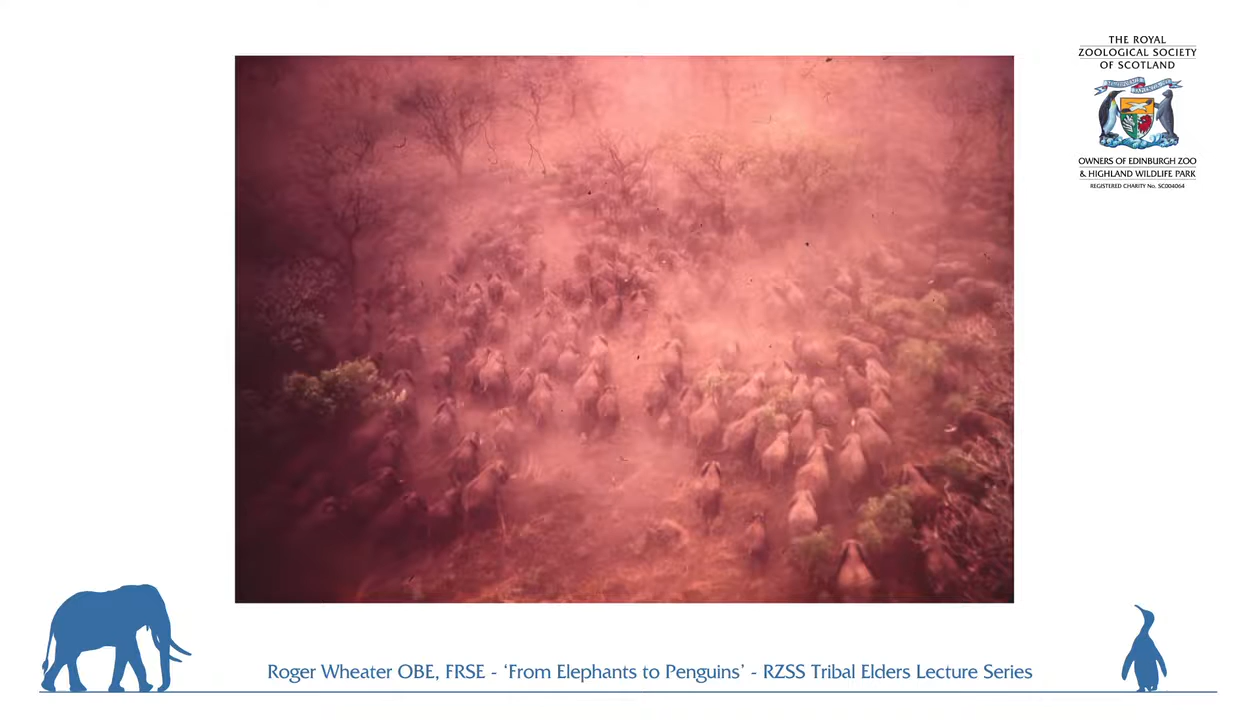 THE ROYAL
ZOOLOGICAL SOCIETY
OF SCOTLAND
OWNERS OF EDINBURGH ZOO
& HIGHLAND WILDLIFE PARK
REGISTERED CHARITY No. SC004064
Roger Wheater OBE, FRSE - ‘From Elephants to Penguins’ - RZSS Tribal Elders Lecture Series